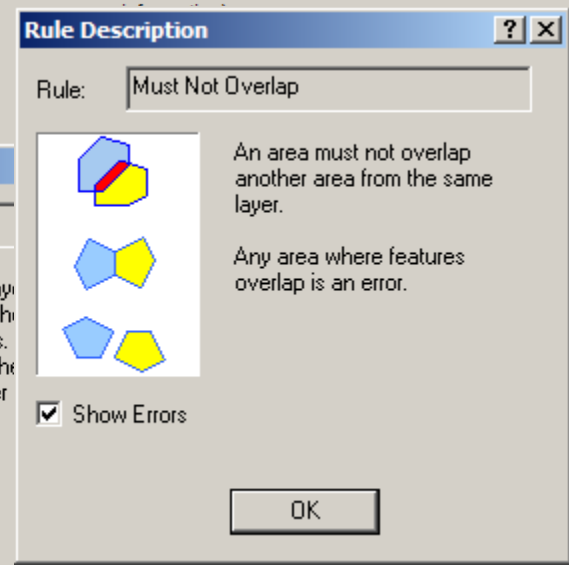 Rule Description
Rule:
Must Not Overlap
An area must not overlap
another area from the same
layer.
Any area where features
overlap is an error.
Show Errors
OK